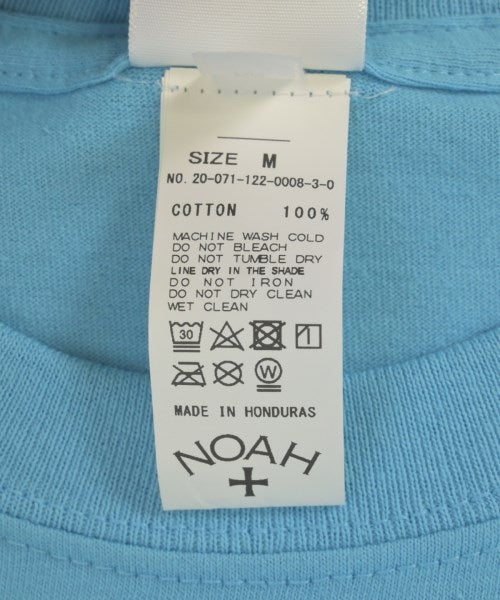 SIZE M
NO. 20-071-122-0008-3-0
COTTON 100%
MACHINE WASH COLD
DO NOT BLEACH
DO NOT TUMBLE DRY
LINE DRY IN THE SHADE
DO NOT IRON
DO NOT DRY CLEAN
WET CLEAN
30
W
MADE IN HONDURAS
NOAH